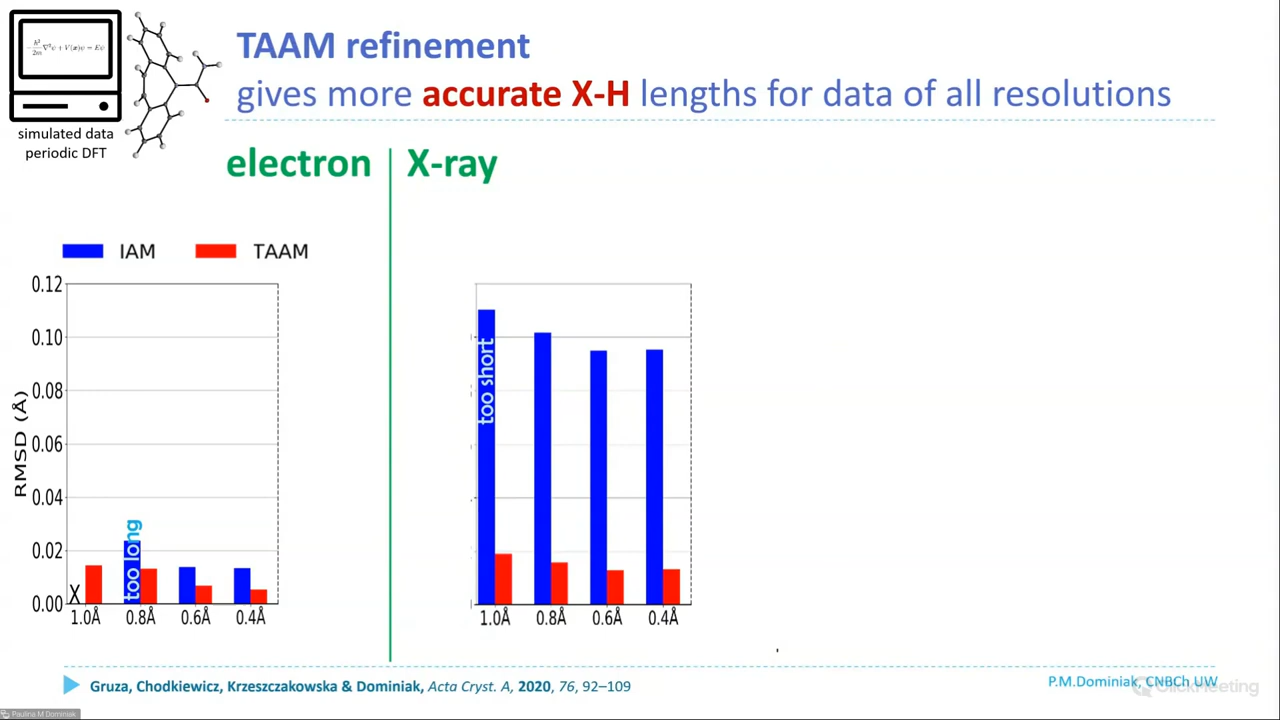 TAAM refinement
gives more accurate X-H lengths for data of all resolutions
simulated data
periodic DFT
electron
X-ray
IAM
TAAM
RMSD (Å)
0.12
0.10
0.08
0.06
0.04
0.02
0.00
X
too long
1.0Å 0.8Å 0.6Å 0.4Å
too short
1.0Å 0.8Å 0.6Å 0.4Å
Gruza, Chodkiewicz, Krzeszczakowska & Dominiak, Acta Cryst. A, 2020, 76, 92–109
P.M.Dominiak, CNBCh UW
ClickMeeting
Paulina M Dominiak